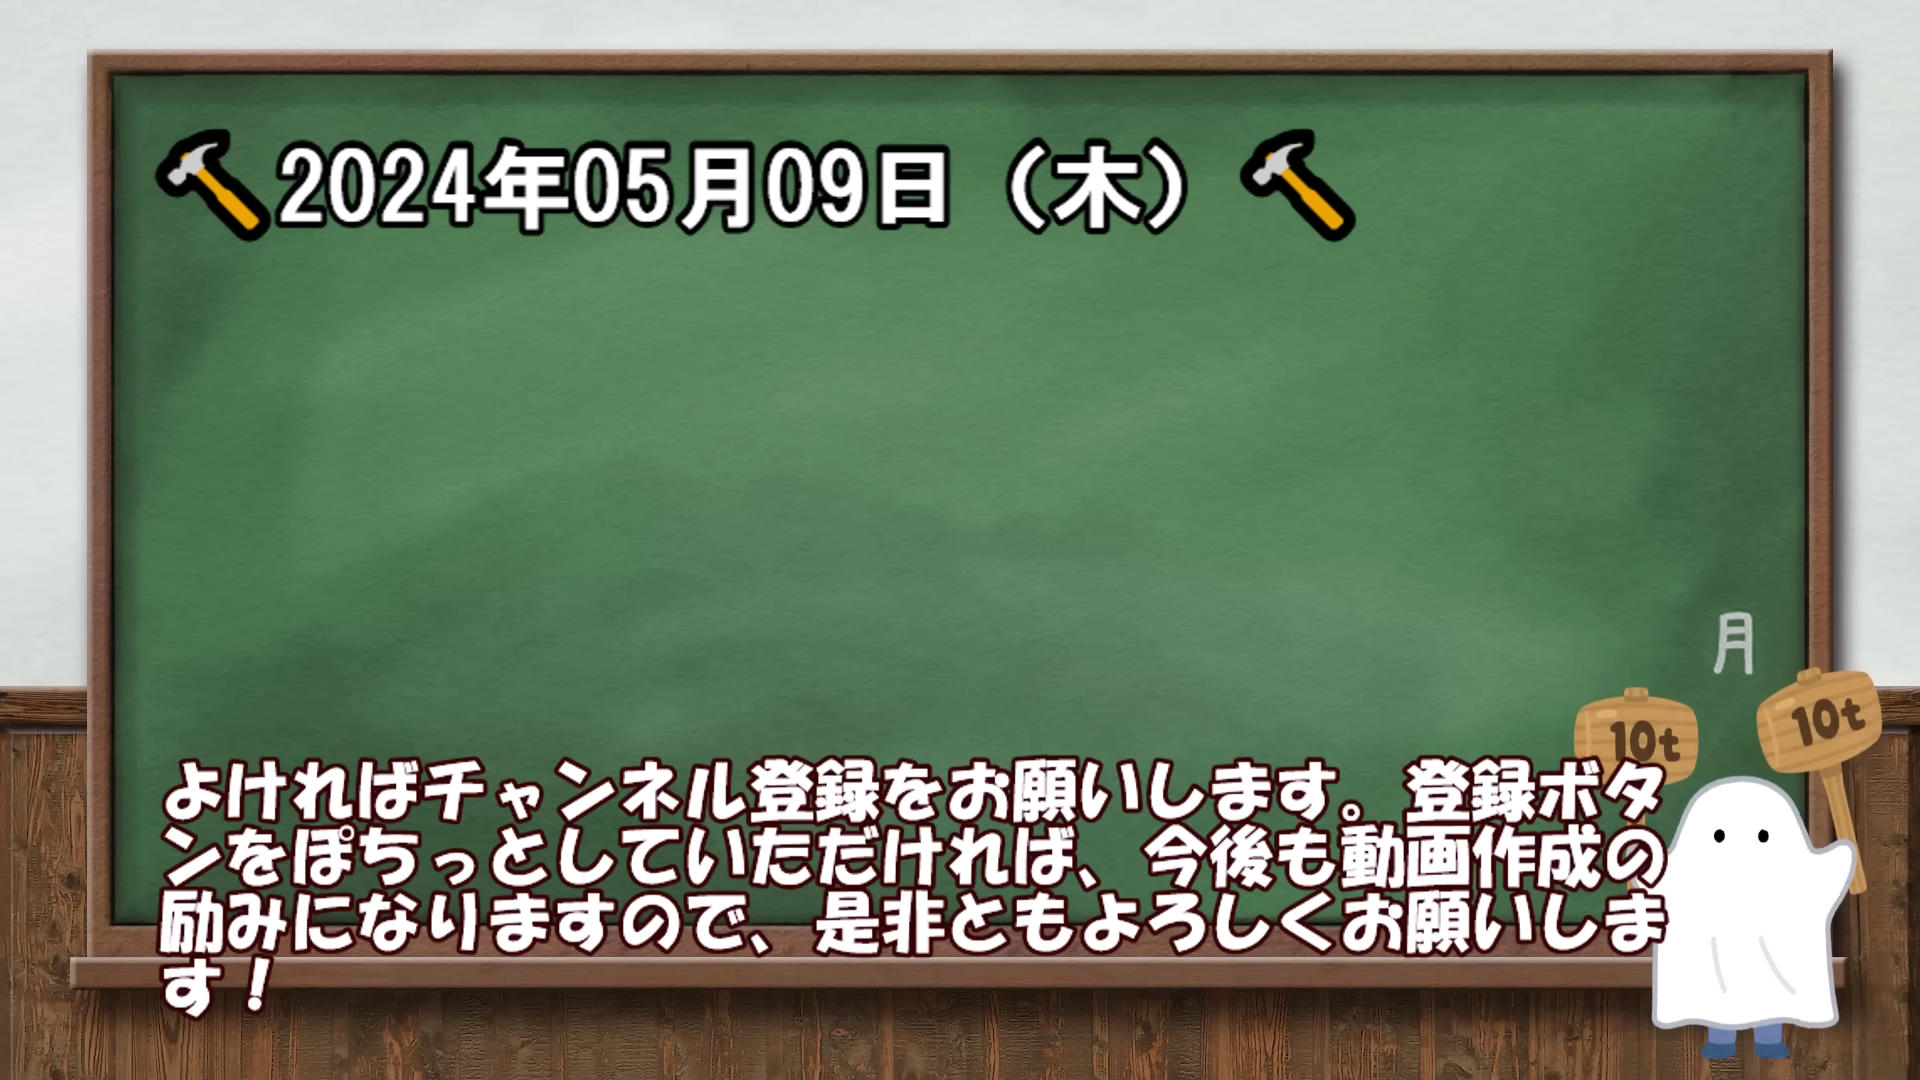 🔨2024年05月09日（木）🔨
月
10t
10t
よければチャンネル登録をお願いします。登録ボタ
ンをぽちっとしていただければ、今後も動画作成の
励みになりますので、是非ともよろしくお願いしま
す！